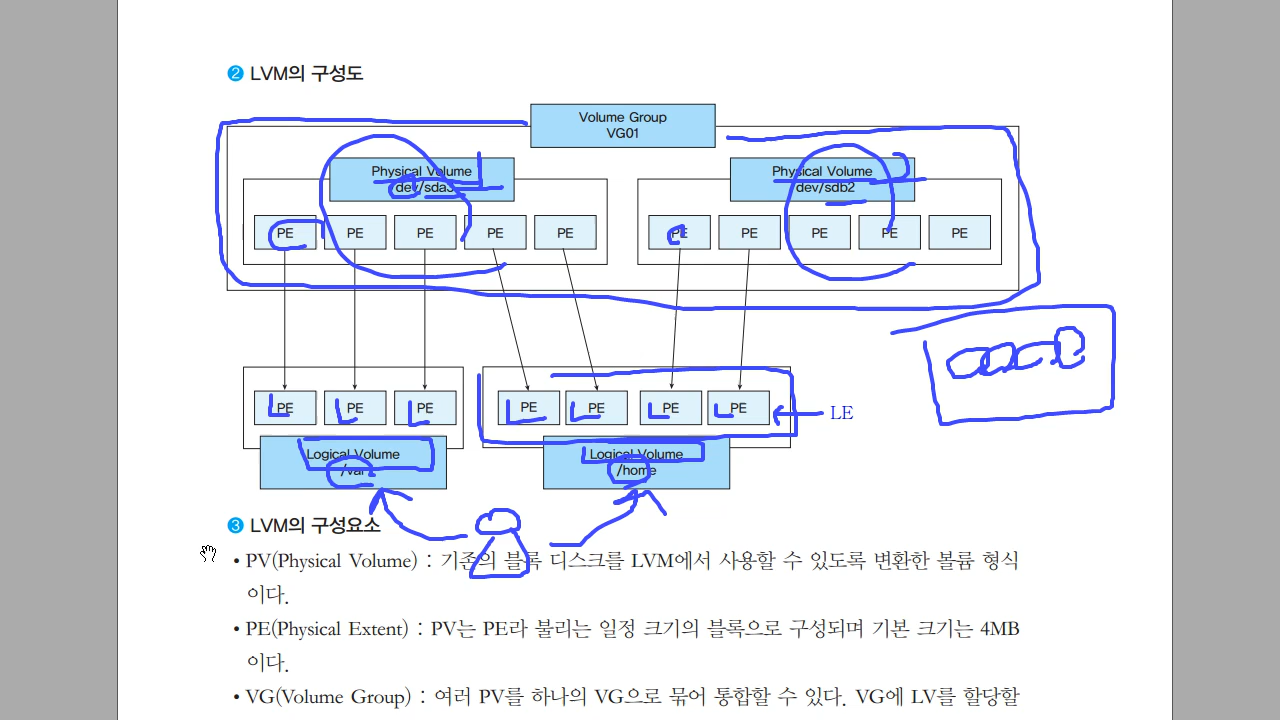 ❷ LVM의 구성도
Volume Group
VG01
Physical Volume
dev/sda3
Physical Volume
dev/sdb2
PE PE PE PE PE
PE PE PE PE PE
PE PE PE
PE PE PE PE
LE
Logical Volume
/var
Logical Volume
/home
❸ LVM의 구성요소
• PV(Physical Volume) : 기존의 블록 디스크를 LVM에서 사용할 수 있도록 변환한 볼륨 형식
이다.
• PE(Physical Extent) : PV는 PE라 불리는 일정 크기의 블록으로 구성되며 기본 크기는 4MB
이다.
• VG(Volume Group) : 여러 PV를 하나의 VG으로 묶어 통합할 수 있다. VG에 LV를 할당할